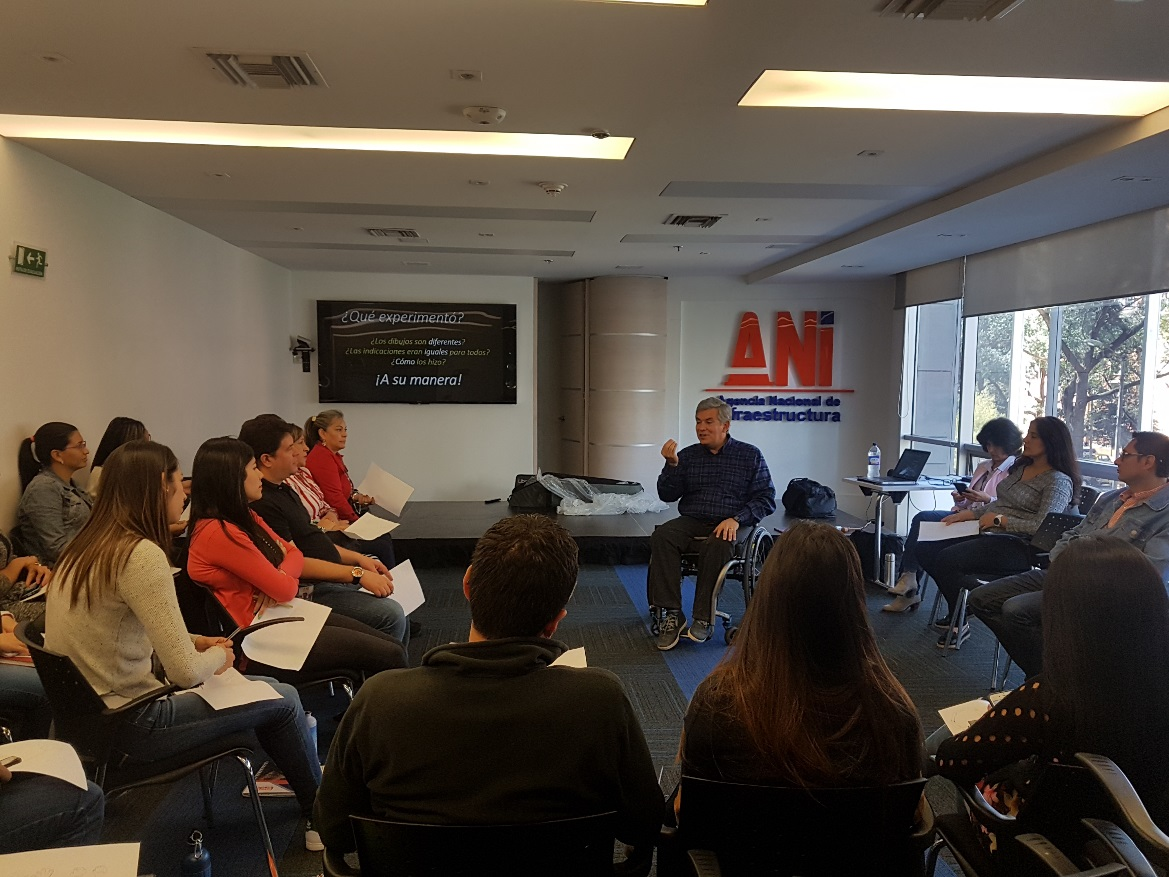 ¿Qué experimentó?
¿Los dibujos son diferentes?
¿Las indicaciones eran iguales para todos?
¿Cómo los hizo?
¡A su manera!
ANi
Agencia Nacional de
Infraestructura